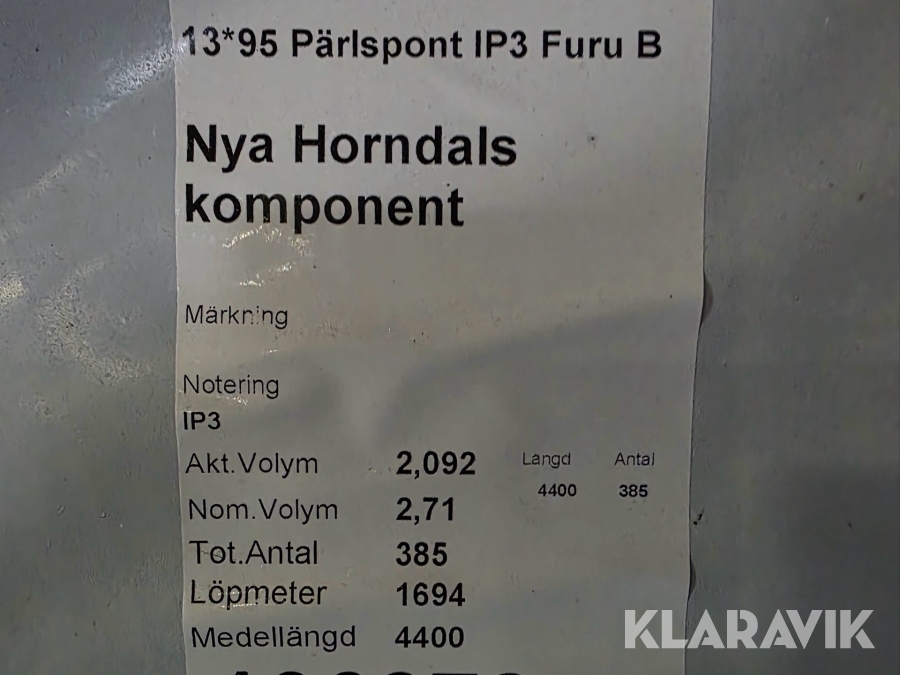 13*95 Pärlspont IP3 Furu B
Nya Horndals
komponent
Märkning
Notering
IP3
Akt.Volym 2,092 Langd Antal
4400 385
Nom.Volym 2,71
Tot.Antal 385
Löpmeter 1694
Medellängd 4400
KLARAVIK